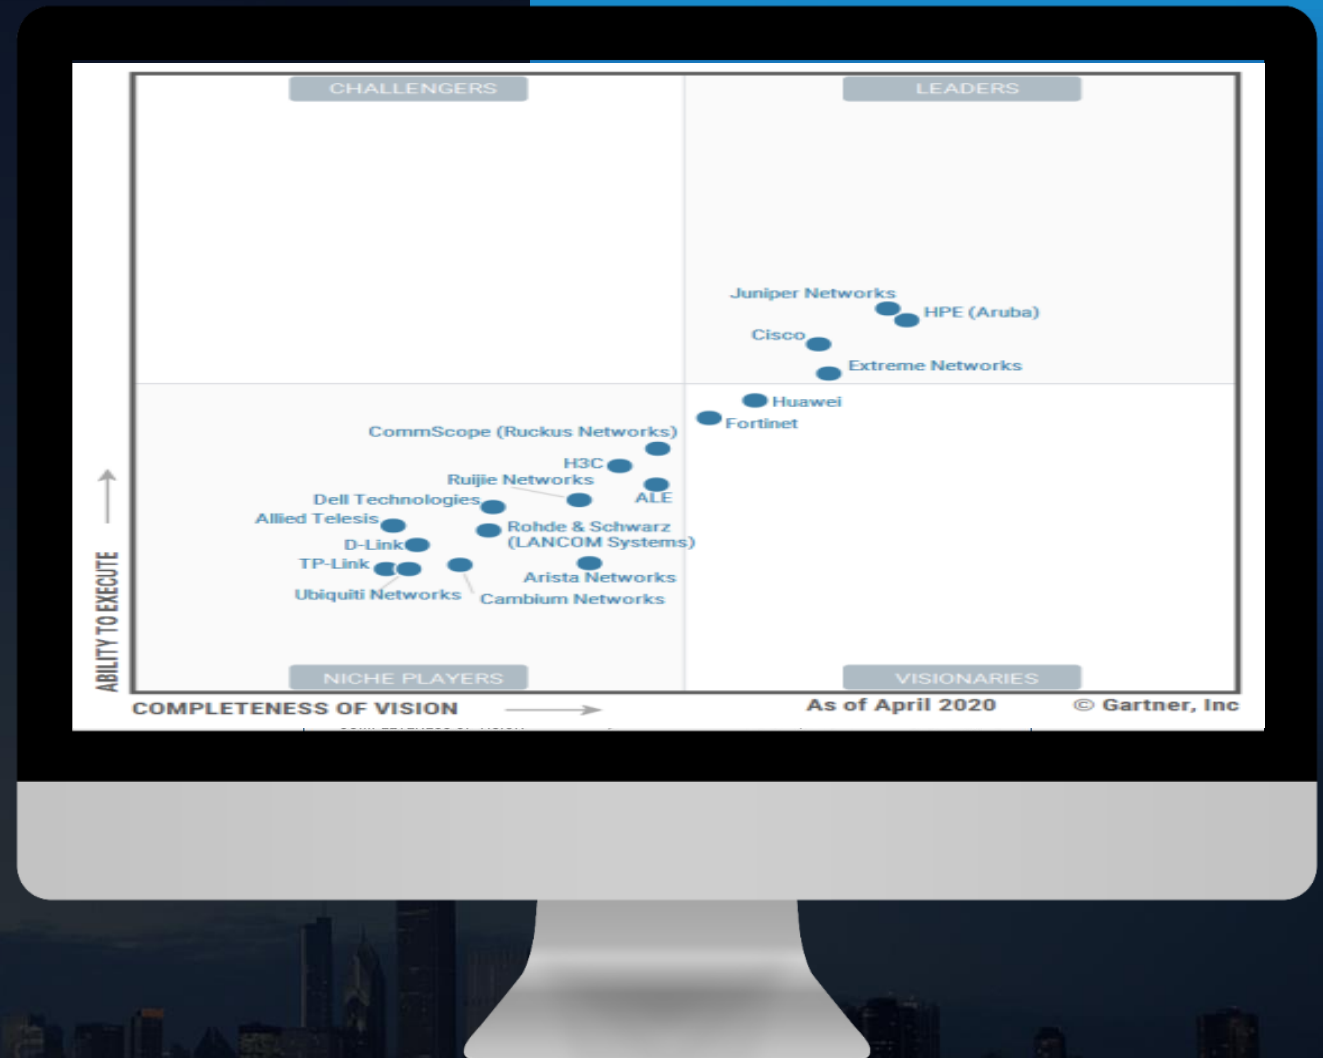 CHALLENGERS
LEADERS
Juniper Networks
HPE (Aruba)
Cisco
Extreme Networks
Huawei
Fortinet
CommScope (Ruckus Networks)
H3C
Ruijie Networks
ALE
Dell Technologies
Allied Telesis
Rohde & Schwarz
(LANCOM Systems)
D-Link
TP-Link
Arista Networks
Ubiquiti Networks
Cambium Networks
ABILITY TO EXECUTE
NICHE PLAYERS
VISIONARIES
COMPLETENESS OF VISION
As of April 2020
© Gartner, Inc